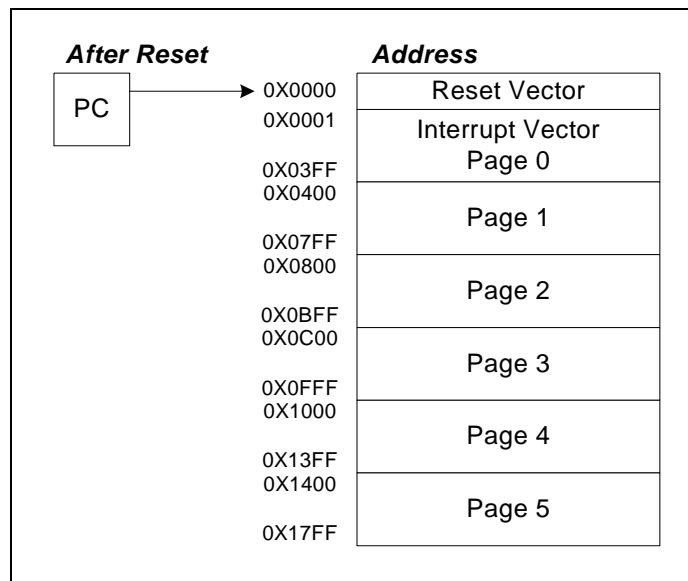 After Reset Address
PC
0X0000 Reset Vector
0X0001 Interrupt Vector
Page 0
0X03FF
0X0400
Page 1
0X07FF
0X0800
Page 2
0X0BFF
0X0C00
Page 3
0X0FFF
0X1000
Page 4
0X13FF
0X1400
Page 5
0X17FF